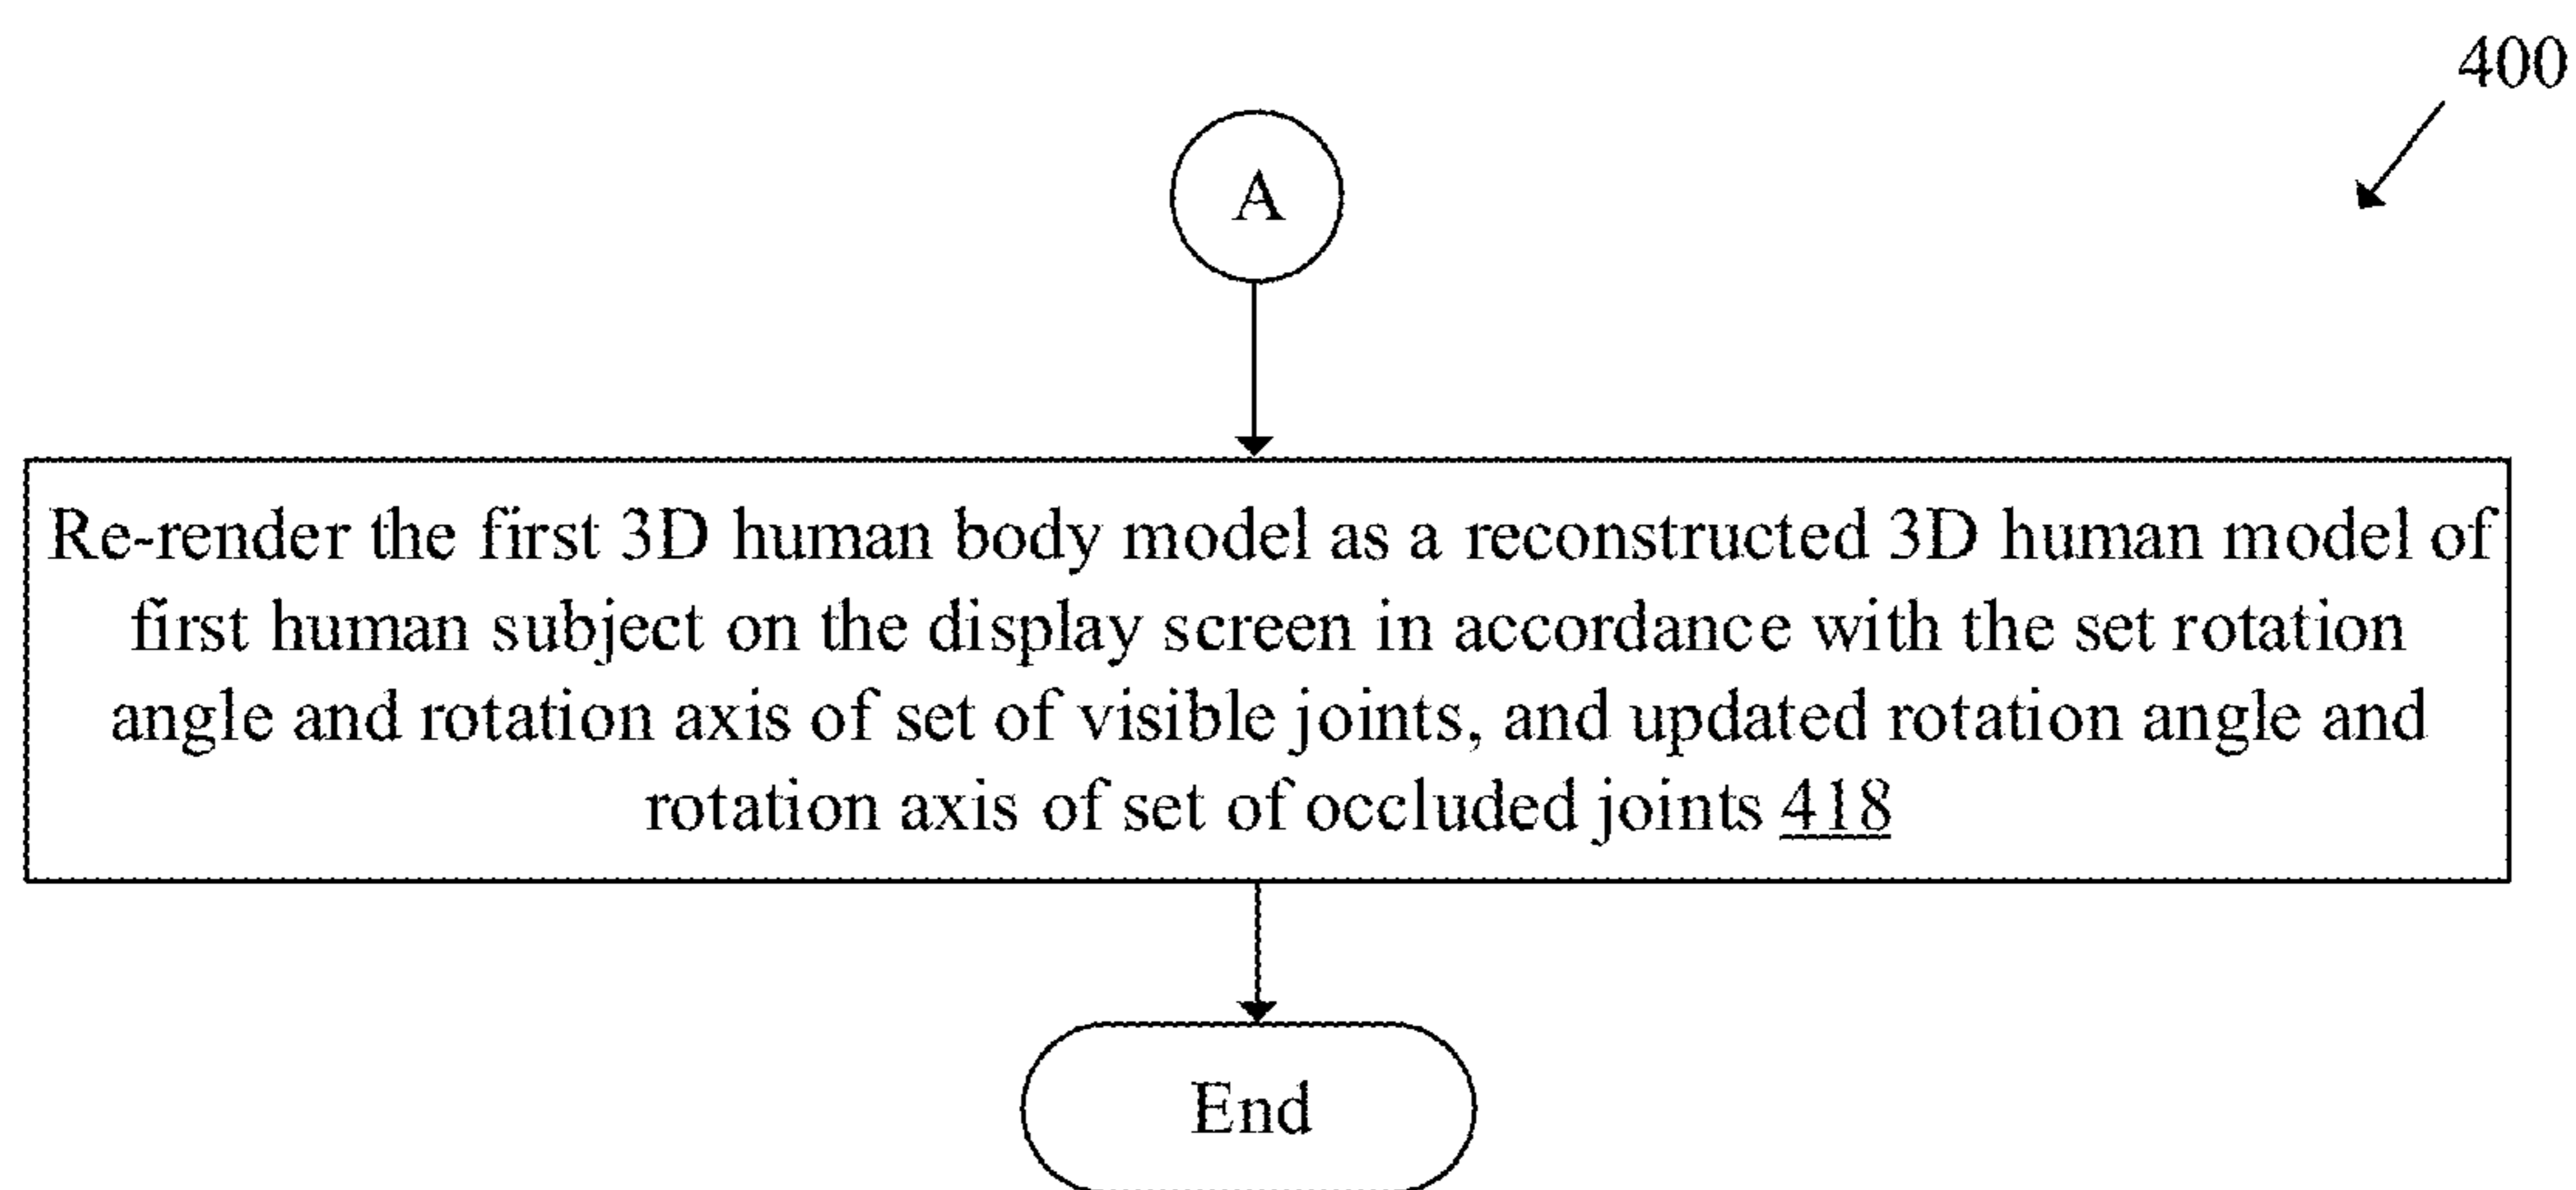 400
A
Re-render the first 3D human body model as a reconstructed 3D human model of
first human subject on the display screen in accordance with the set rotation
angle and rotation axis of set of visible joints, and updated rotation angle and
rotation axis of set of occluded joints 418
End